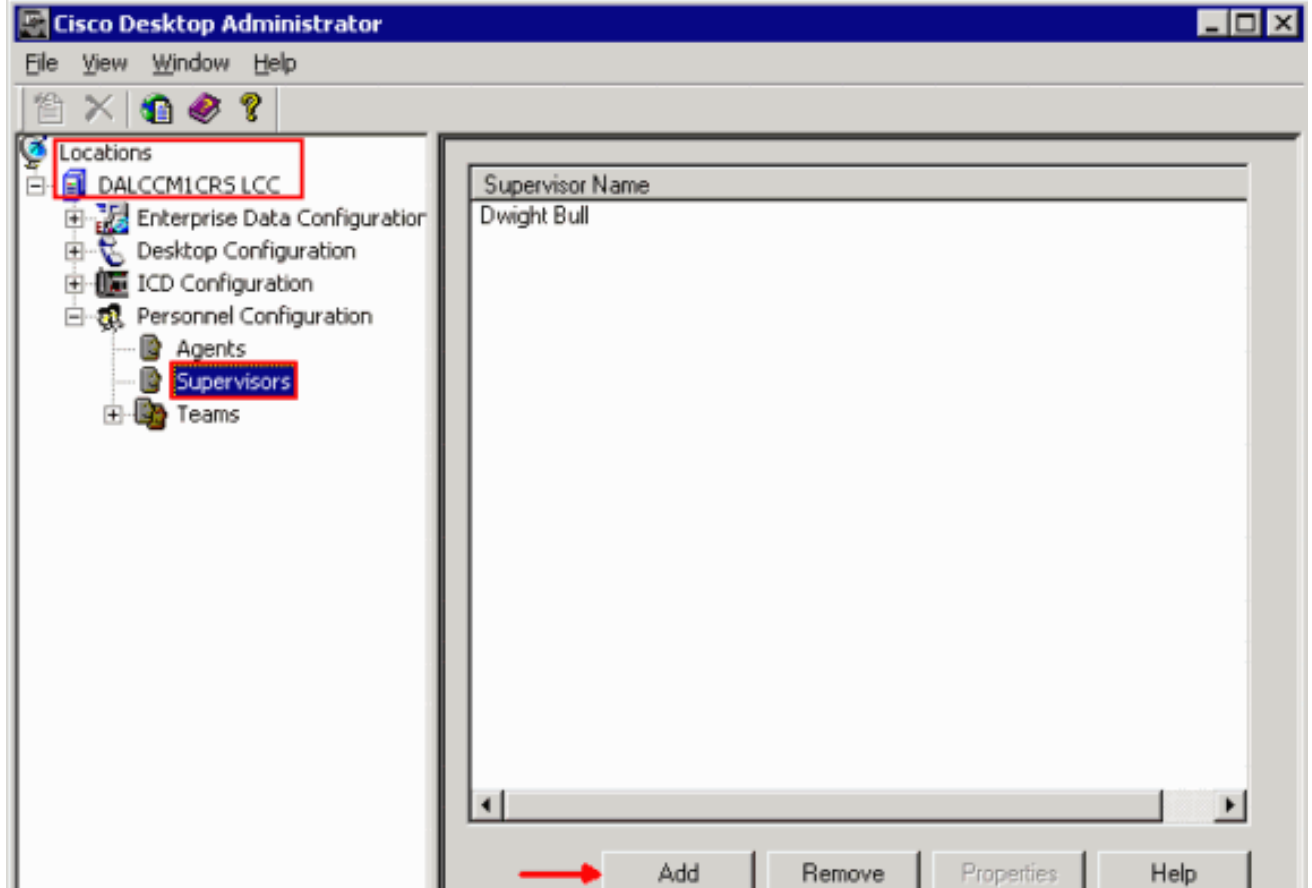 Cisco Desktop Administrator
File View Window Help
Locations
DALCCM1CRS LCC
Enterprise Data Configuration
Desktop Configuration
ICD Configuration
Personnel Configuration
Agents
Supervisors
Teams
Supervisor Name
Dwight Bull
Add Remove Properties Help